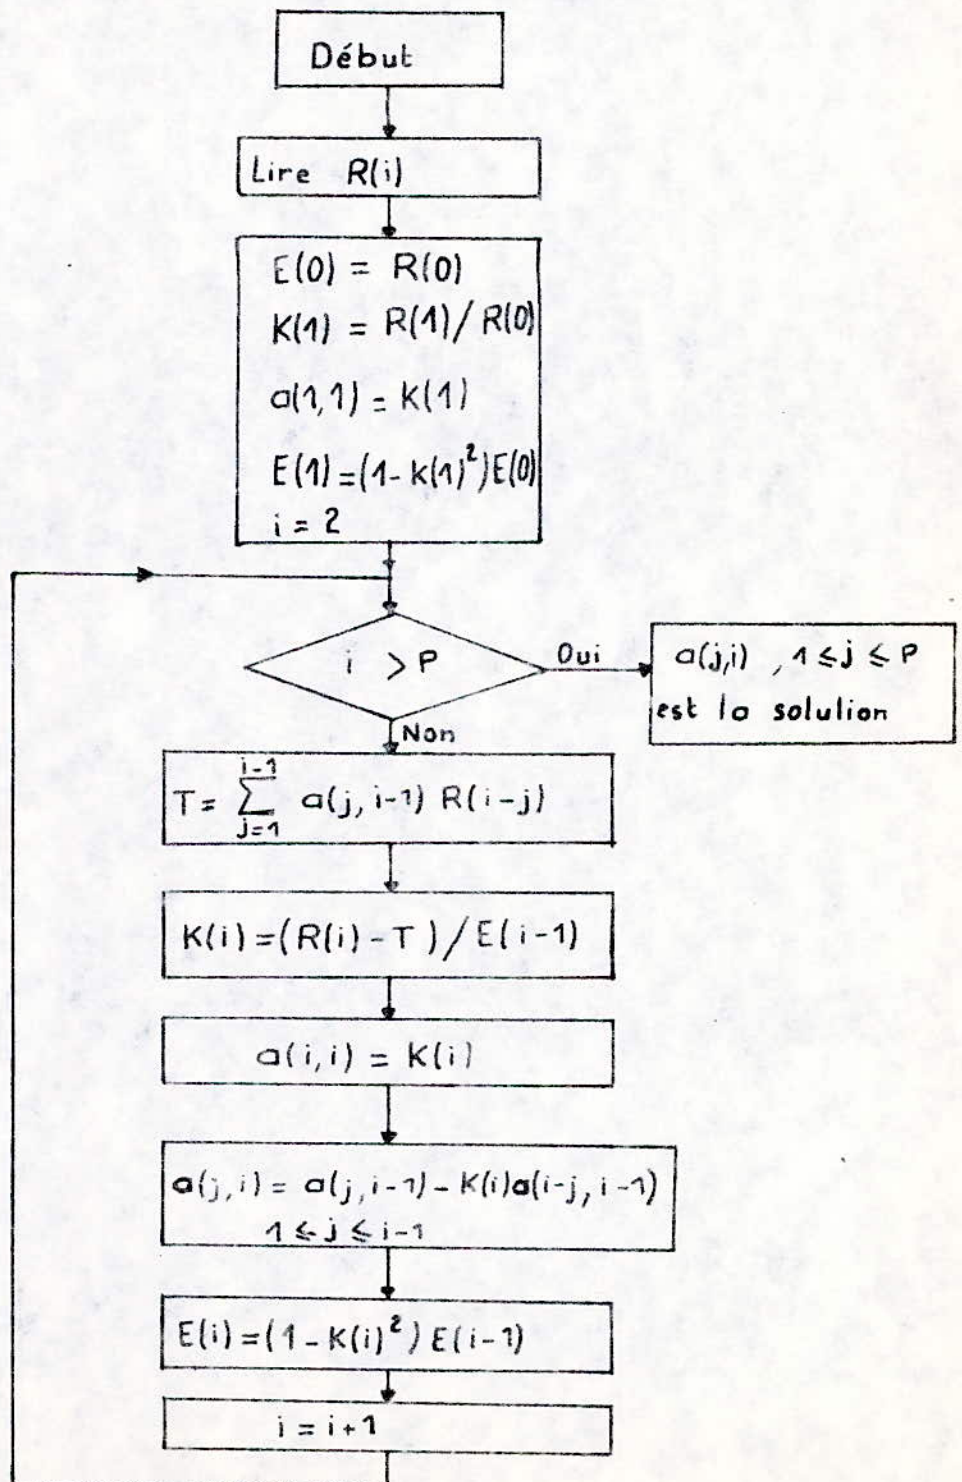 Début
Lire R(i)
E(0) = R(0)
K(1) = R(1) / R(0)
a(1,1) = K(1)
E(1) = (1 - K(1)²) E(0)
i = 2
i > P
Oui
a(j,i) , 1 ≤ j ≤ P
est la solution
Non
T = ∑_{j=1}^{i-1} a(j, i-1) R(i-j)
K(i) = (R(i) - T) / E(i-1)
a(i,i) = K(i)
a(j,i) = a(j,i-1) - K(i)a(i-j, i-1)
1 ≤ j ≤ i-1
E(i) = (1 - K(i)²) E(i-1)
i = i+1